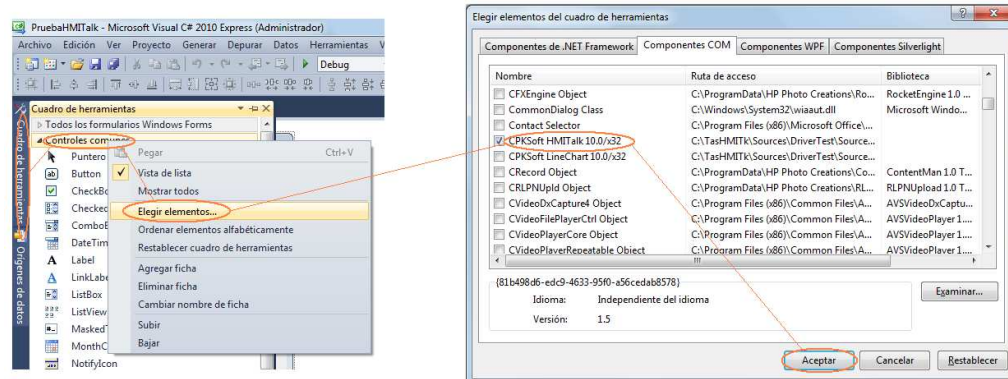 PruebaHMITalk - Microsoft Visual C# 2010 Express (Administrador)
Archivo Edición Ver Proyecto Generar Depurar Datos Herramientas V
Debug
Cuadro de herramientas
Todos los formularios Windows Forms
Controles comunes
Puntero
Button
CheckBo
Checked
ComboB
DateTim
Label
LinkLabe
ListBox
ListView
MaskedT
MonthC
NotifyIcon
Cuadro de herramientas
Orígenes de datos
Pegar Ctrl+V
Vista de lista
Mostrar todos
Elegir elementos...
Ordenar elementos alfabéticamente
Restablecer cuadro de herramientas
Agregar ficha
Eliminar ficha
Cambiar nombre de ficha
Subir
Bajar
Elegir elementos del cuadro de herramientas
Componentes de .NET Framework Componentes COM Componentes WPF Componentes Silverlight
Nombre Ruta de acceso Biblioteca
CFXEngine Object C:\ProgramData\HP Photo Creations\Ro... RocketEngine 1.0 ...
CommonDialog Class C:\Windows\System32\wiaaut.dll Microsoft Windo...
Contact Selector C:\Program Files (x86)\Microsoft Office\...
CPKSoft HMITalk 10.0/x32 C:\TasHMITk\Sources\DriverTest\Source...
CPKSoft LineChart 10.0/x32 C:\TasHMITk\Sources\DriverTest\Source...
CRecord Object C:\ProgramData\HP Photo Creations\Co... ContentMan 1.0 T...
CRLPNUpld Object C:\ProgramData\HP Photo Creations\RL... RLPNUpload 1.0 T...
CVideoDxCapture4 Object C:\Program Files (x86)\Common Files\A... AVSVideoDxCaptu...
CVideoFilePlayerCtrl Object C:\Program Files (x86)\Common Files\A... AVSVideoPlayer 1....
CVideoPlayerCore Object C:\Program Files (x86)\Common Files\A... AVSVideoPlayer 1....
CVideoPlayerRepeatable Object C:\Program Files (x86)\Common Files\A... AVSVideoPlayer 1....
{81b498d6-edc9-4633-95f0-a56cedab8578}
Idioma: Independiente del idioma
Versión: 1.5
Examinar...
Aceptar Cancelar Restablecer